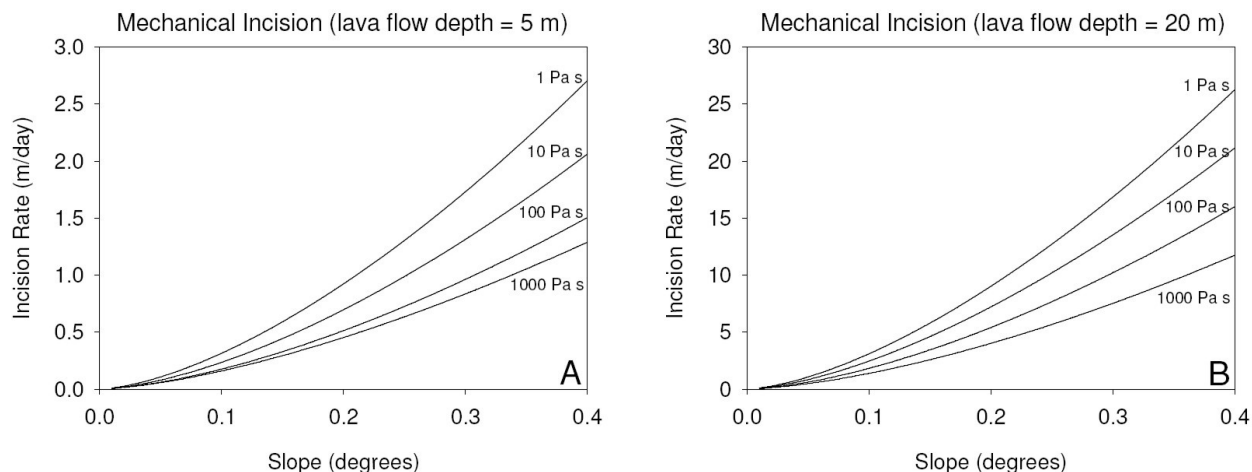 Mechanical Incision (lava flow depth = 5 m)
3.0
2.5
2.0
1.5
1.0
0.5
0.0
Incision Rate (m/day)
1 Pa s
10 Pa s
100 Pa s
1000 Pa s
A
0.0 0.1 0.2 0.3 0.4
Slope (degrees)
Mechanical Incision (lava flow depth = 20 m)
30
25
20
15
10
5
0
Incision Rate (m/day)
1 Pa s
10 Pa s
100 Pa s
1000 Pa s
B
0.0 0.1 0.2 0.3 0.4
Slope (degrees)